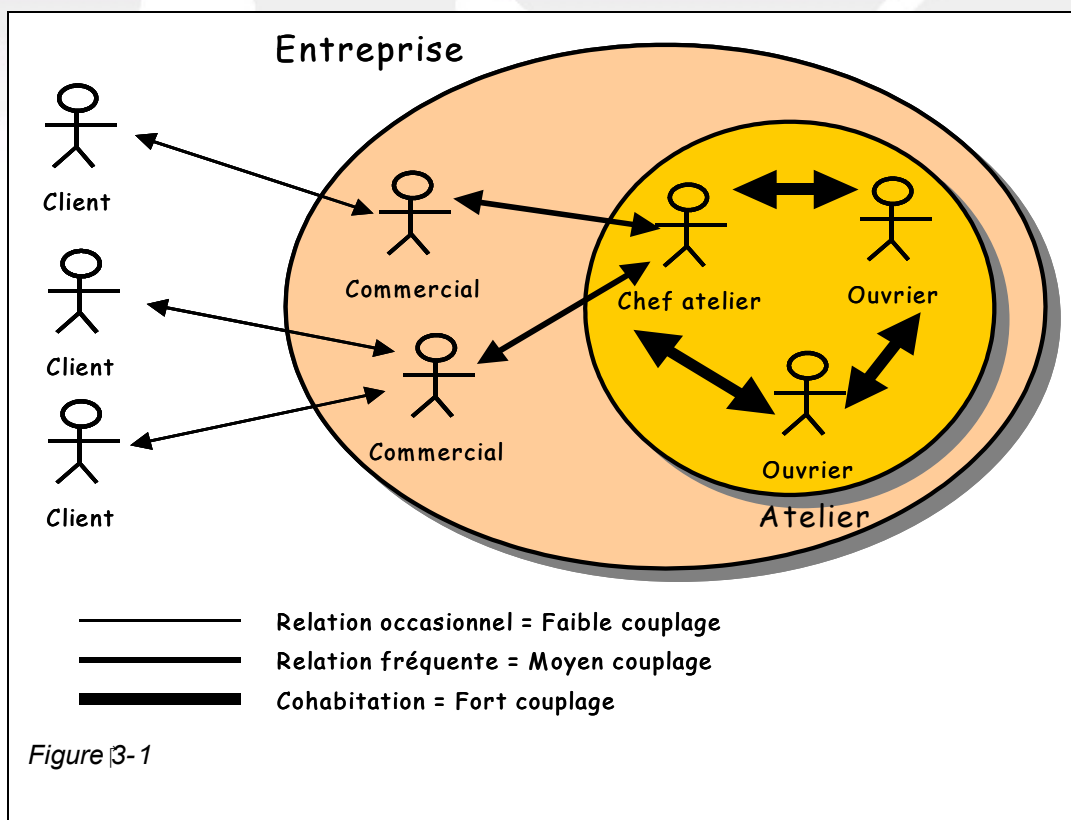 Entreprise
Client
Commercial
Chef atelier
Ouvrier
Client
Commercial
Ouvrier
Client
Atelier
Relation occasionnel = Faible couplage
Relation fréquente = Moyen couplage
Cohabitation = Fort couplage
Figure 3-1